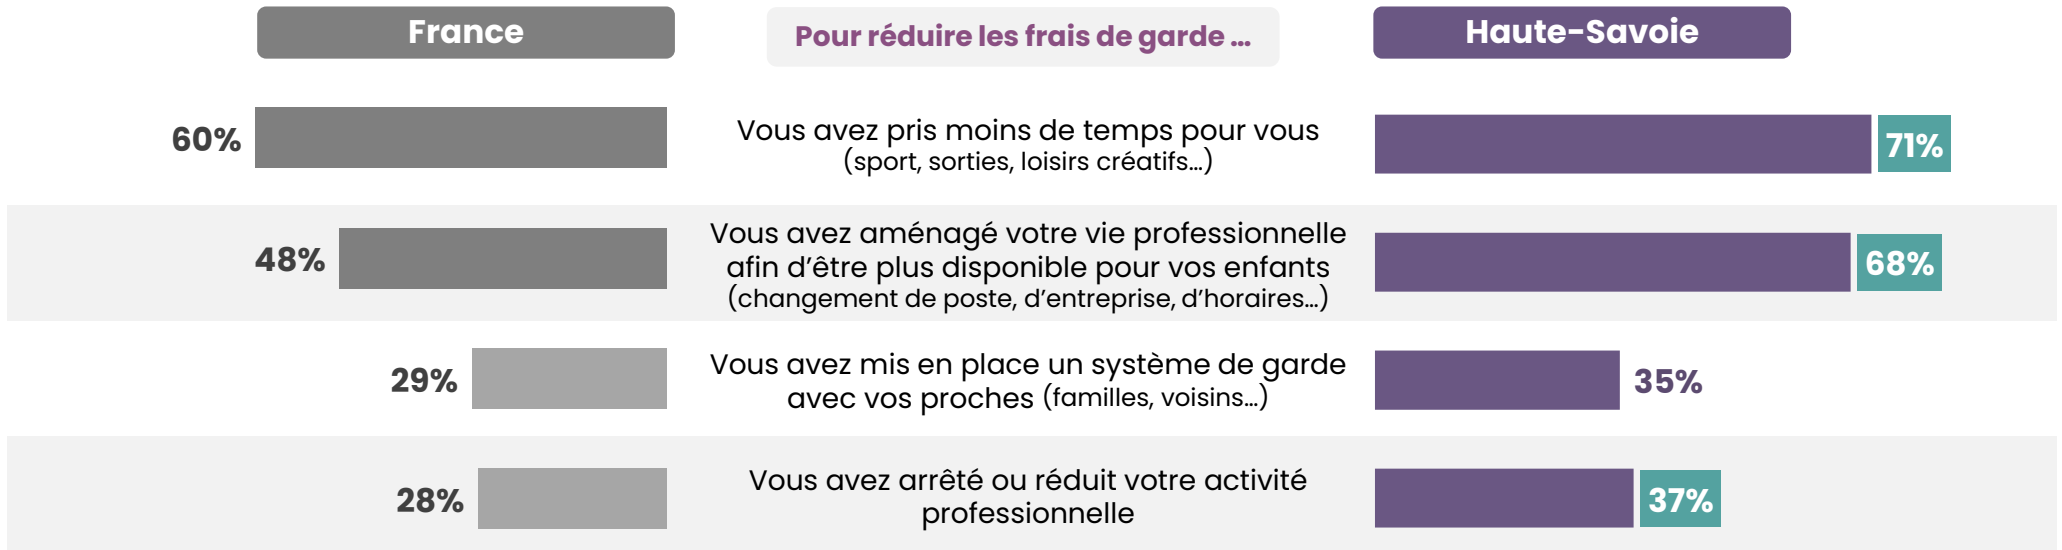 France
Pour réduire les frais de garde ...
Haute-Savoie
60%
Vous avez pris moins de temps pour vous
(sport, sorties, loisirs créatifs…)
71%
48%
Vous avez aménagé votre vie professionnelle
afin d’être plus disponible pour vos enfants
(changement de poste, d’entreprise, d’horaires…)
68%
29%
Vous avez mis en place un système de garde
avec vos proches (familles, voisins…)
35%
28%
Vous avez arrêté ou réduit votre activité
professionnelle
37%